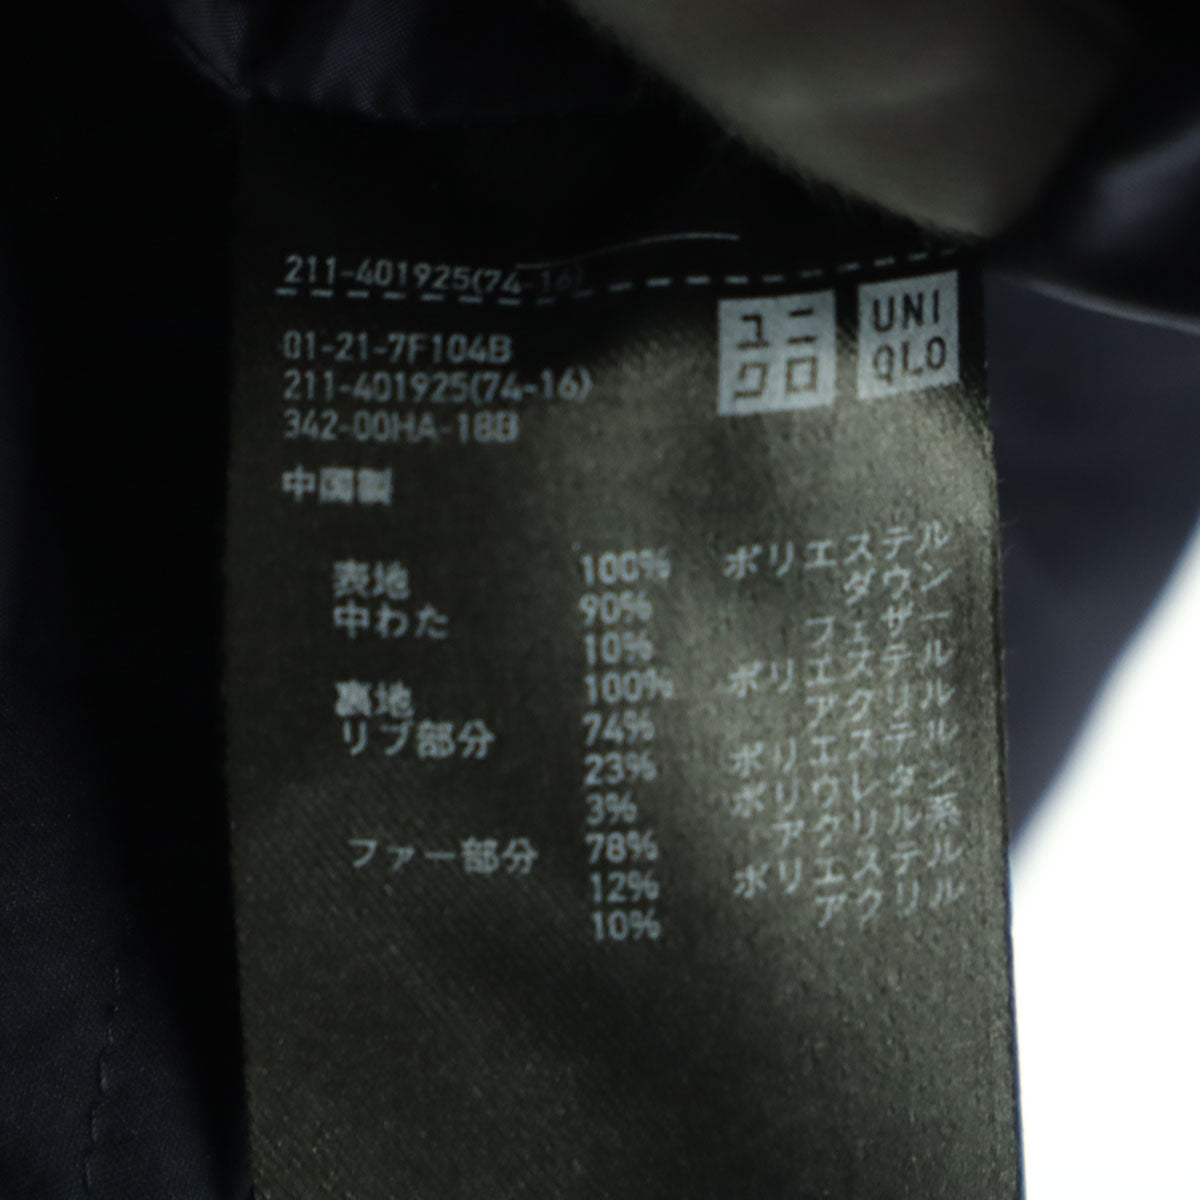 211-401925(74-16)
ユニクロ
UNIQLO
01-21-7F104B
211-401925(74-16)
342-00HA-18B
中国製
表地 100% ポリエステル
中わた 90% ダウン
10% フェザー
裏地 100% ポリエステル
リブ部分 74% アクリル
23% ポリエステル
3% ポリウレタン
ファー部分 78% アクリル系
12% ポリエステル
10% アクリル